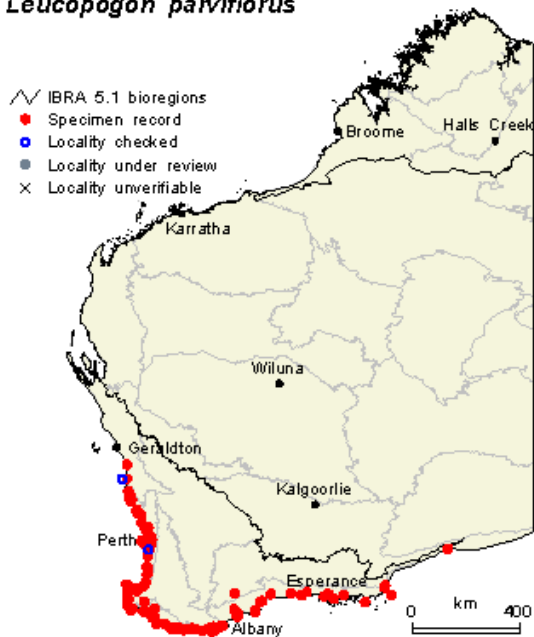 Leucopogon parviflorus
IBRA 5.1 bioregions
Specimen record
Locality checked
Locality under review
Locality unverifiable
Broome
Halls Creek
Karratha
Wiluna
Geraldton
Kalgoorlie
Perth
Esperance
Albany
km
0 400